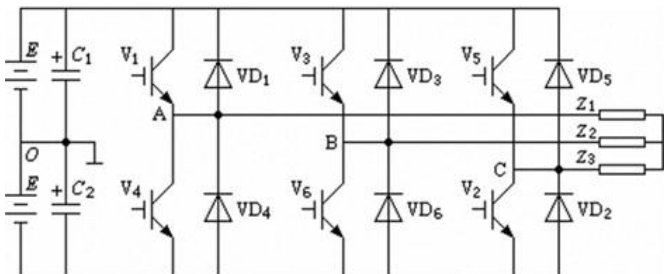 E + C₁ V₁ VD₁ V₃ VD₃ V₅ VD₅
A Z₁
O B Z₂
C Z₃
E + C₂ V₄ VD₄ V₆ VD₆ V₂ VD₂